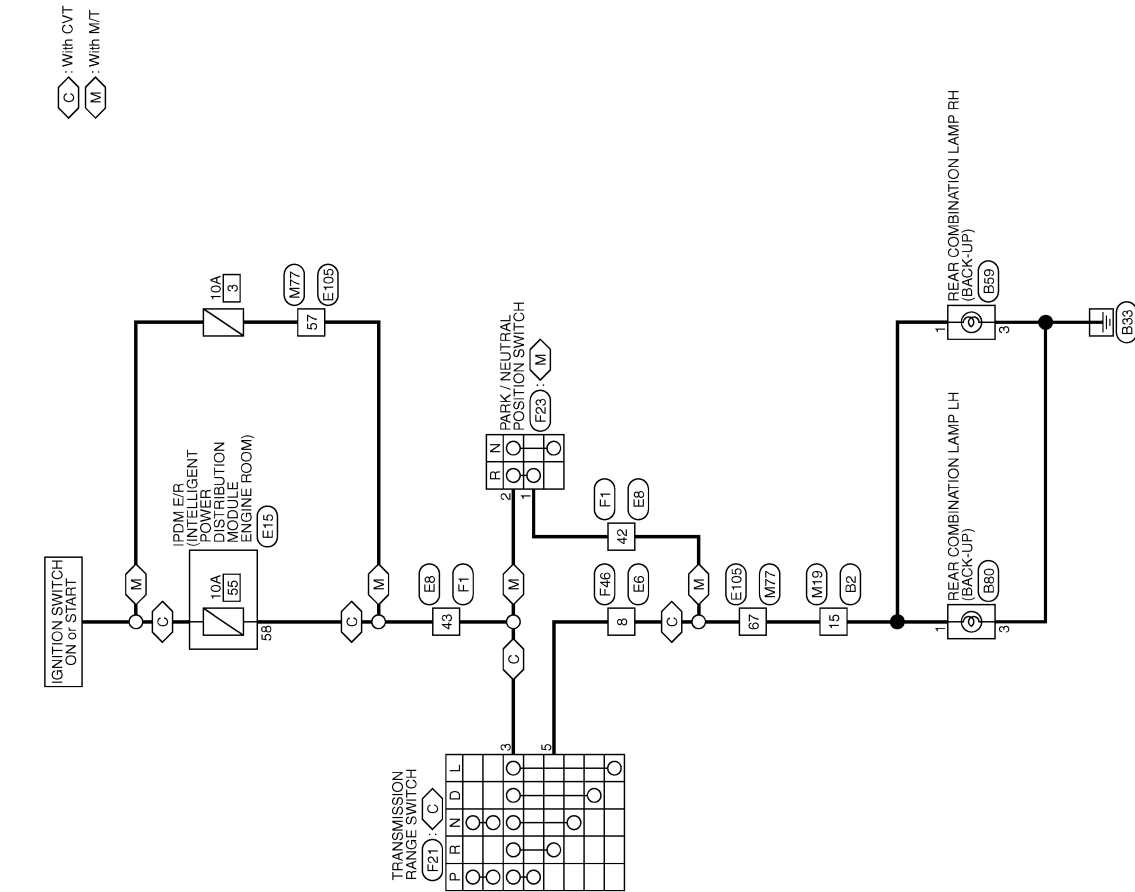 C : With CVT
M : With M/T
IGNITION SWITCH
ON or START
M
C
10A
3
M77
E105
57
IPDM E/R
(INTELLIGENT
POWER
DISTRIBUTION
MODULE
ENGINE ROOM)
E15
10A
55
58
C
M
43
E8
F1
M
C
PARK / NEUTRAL
POSITION SWITCH
F23 : M
R N
2
1
42
F1
E8
TRANSMISSION
RANGE SWITCH
F21 : C
P R N D L
3
5
8
F46
E6
C
M
67
E105
M77
15
M19
B2
REAR COMBINATION LAMP LH
(BACK-UP)
B80
1
3
REAR COMBINATION LAMP RH
(BACK-UP)
B59
1
3
B33